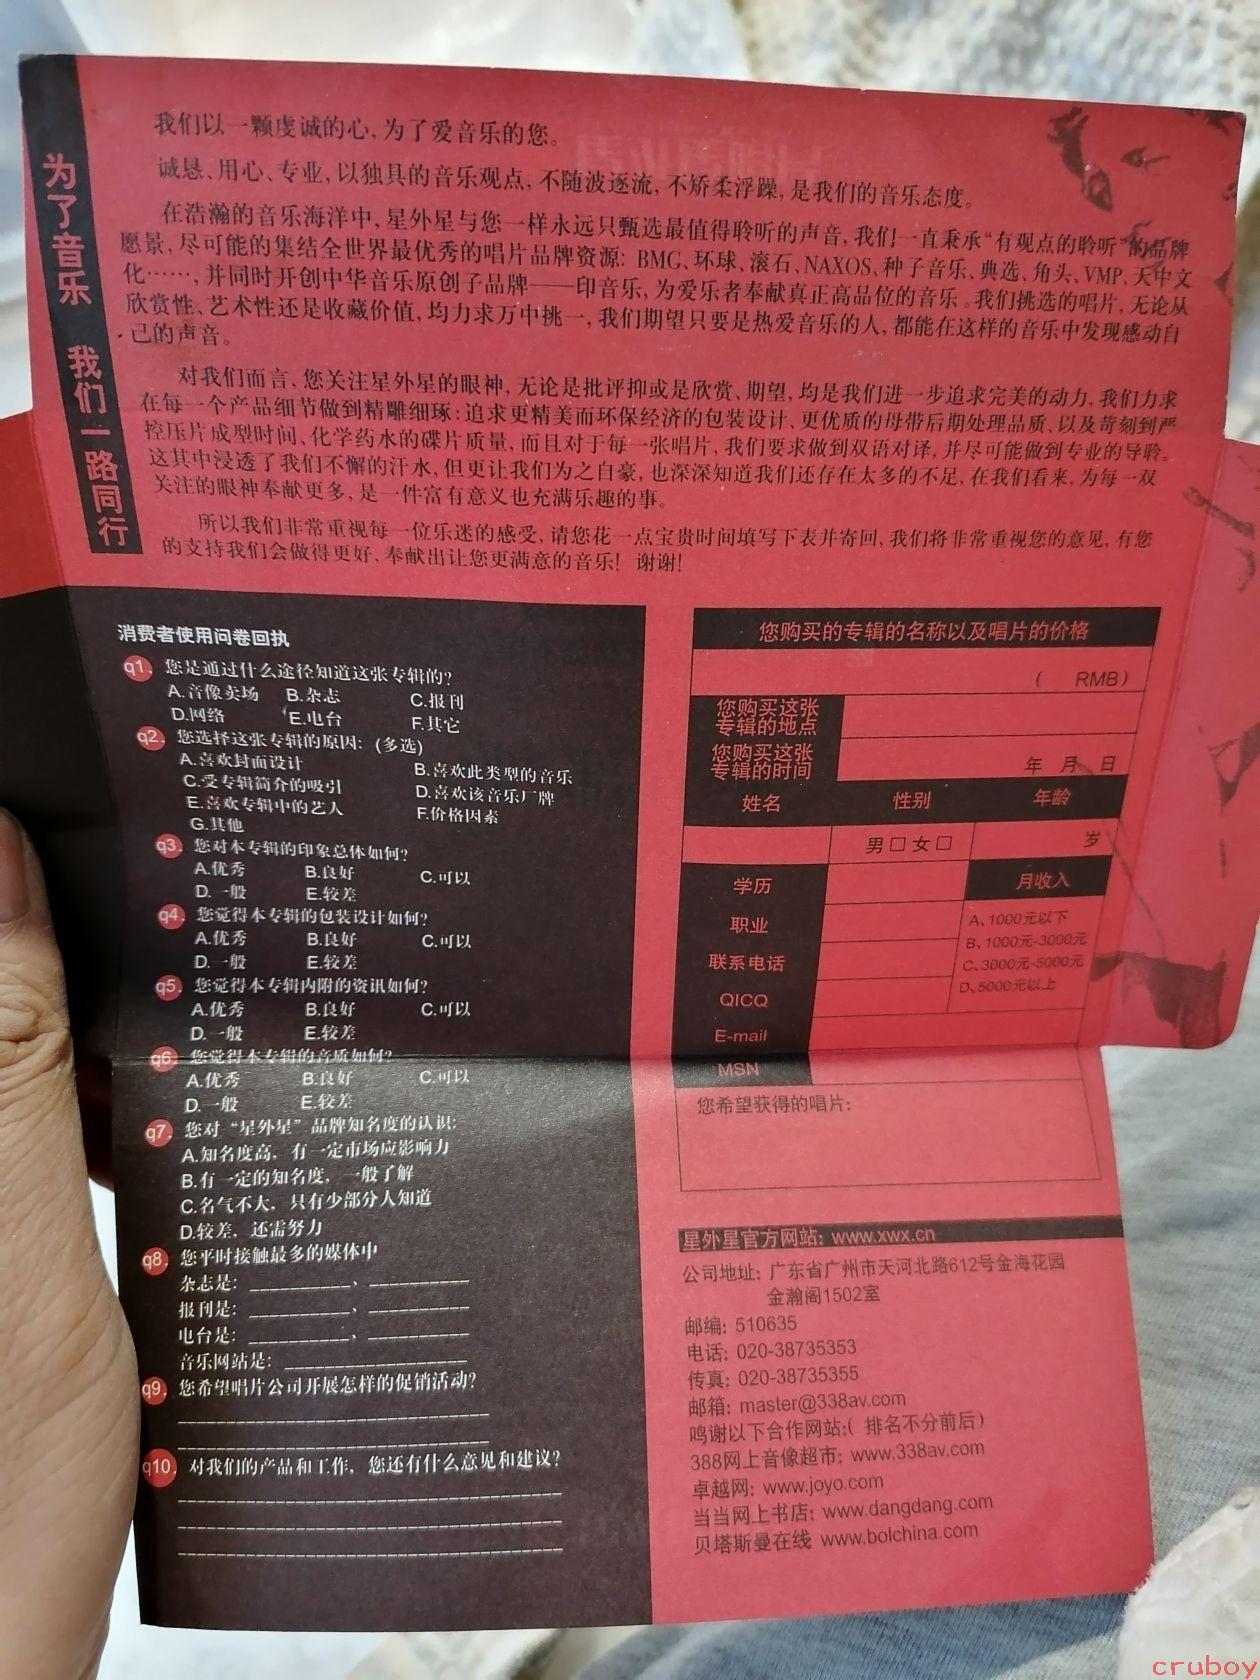 为了音乐 我们一路同行
我们以一颗虔诚的心,为了爱音乐的您。
诚恳、用心、专业,以独具的音乐观点,不随波逐流,不矫柔浮躁,是我们的音乐态度。
在浩瀚的音乐海洋中,星外星与您一样永远只甄选最值得聆听的声音,我们一直秉承“有观点的聆听”的品牌
愿景,尽可能的集结全世界最优秀的唱片品牌资源: BMG、环球、滚石、NAXOS、种子音乐、典选、角头、VMP、天中文
化……,并同时开创中华音乐原创子品牌——印音乐,为爱乐者奉献真正高品位的音乐。我们挑选的唱片,无论从
欣赏性、艺术性还是收藏价值,均力求万中挑一,我们期望只要是热爱音乐的人,都能在这样的音乐中发现感动自
己的声音。
对我们而言,您关注星外星的眼神,无论是批评抑或是欣赏、期望,均是我们进一步追求完美的动力,我们力求
在每一个产品细节做到精雕细琢:追求更精美而环保经济的包装设计、更优质的母带后期处理品质、以及苛刻到严
控压片成型时间、化学药水的碟片质量,而且对于每一张唱片,我们要求做到双语对译,并尽可能做到专业的导聆。
这其中浸透了我们不懈的汗水,但更让我们为之自豪,也深深知道我们还存在太多的不足,在我们看来,为每一双
关注的眼神奉献更多,是一件富有意义也充满乐趣的事。
所以我们非常重视每一位乐迷的感受,请您花一点宝贵时间填写下表并寄回,我们将非常重视您的意见,有您
的支持我们会做得更好,奉献出让您更满意的音乐! 谢谢!
消费者使用问卷回执
q1. 您是通过什么途径知道这张专辑的?
A.音像卖场 B.杂志 C.报刊
D.网络 E.电台 F.其它
q2. 您选择这张专辑的原因: (多选)
A.喜欢封面设计 B.喜欢此类型的音乐
C.受专辑简介的吸引 D.喜欢该音乐厂牌
E.喜欢专辑中的艺人 F.价格因素
G.其他
q3. 您对本专辑的印象总体如何?
A.优秀 B.良好 C.可以
D.一般 E.较差
q4. 您觉得本专辑的包装设计如何?
A.优秀 B.良好 C.可以
D.一般 E.较差
q5. 您觉得本专辑内附的资讯如何?
A.优秀 B.良好 C.可以
D.一般 E.较差
q6. 您觉得本专辑的音质如何?
A.优秀 B.良好 C.可以
D.一般 E.较差
q7. 您对“星外星”品牌知名度的认识:
A.知名度高, 有一定市场应影响力
B.有一定的知名度, 一般了解
C.名气不大, 只有少部分人知道
D.较差, 还需努力
q8. 您平时接触最多的媒体中
杂志是: ________、________
报刊是: ________、________
电台是: ________、________
音乐网站是: ______________
q9. 您希望唱片公司开展怎样的促销活动?
q10. 对我们的产品和工作, 您还有什么意见和建议?
您购买的专辑的名称以及唱片的价格
( RMB)
您购买这张
专辑的地点
您购买这张
专辑的时间 年 月 日
姓名 性别 年龄
男□女□ 岁
学历 月收入
职业 A、1000元以下
联系电话 B、1000元-3000元
QICQ C、3000元-5000元
D、5000元以上
E-mail
MSN
您希望获得的唱片:
星外星官方网站: www.xwx.cn
公司地址: 广东省广州市天河北路612号金海花园
金瀚阁1502室
邮编: 510635
电话: 020-38735353
传真: 020-38735355
邮箱: master@338av.com
鸣谢以下合作网站:( 排名不分前后)
388网上音像超市: www.338av.com
卓越网: www.joyo.com
当当网上书店: www.dangdang.com
贝塔斯曼在线 www.bolchina.com
cruboy